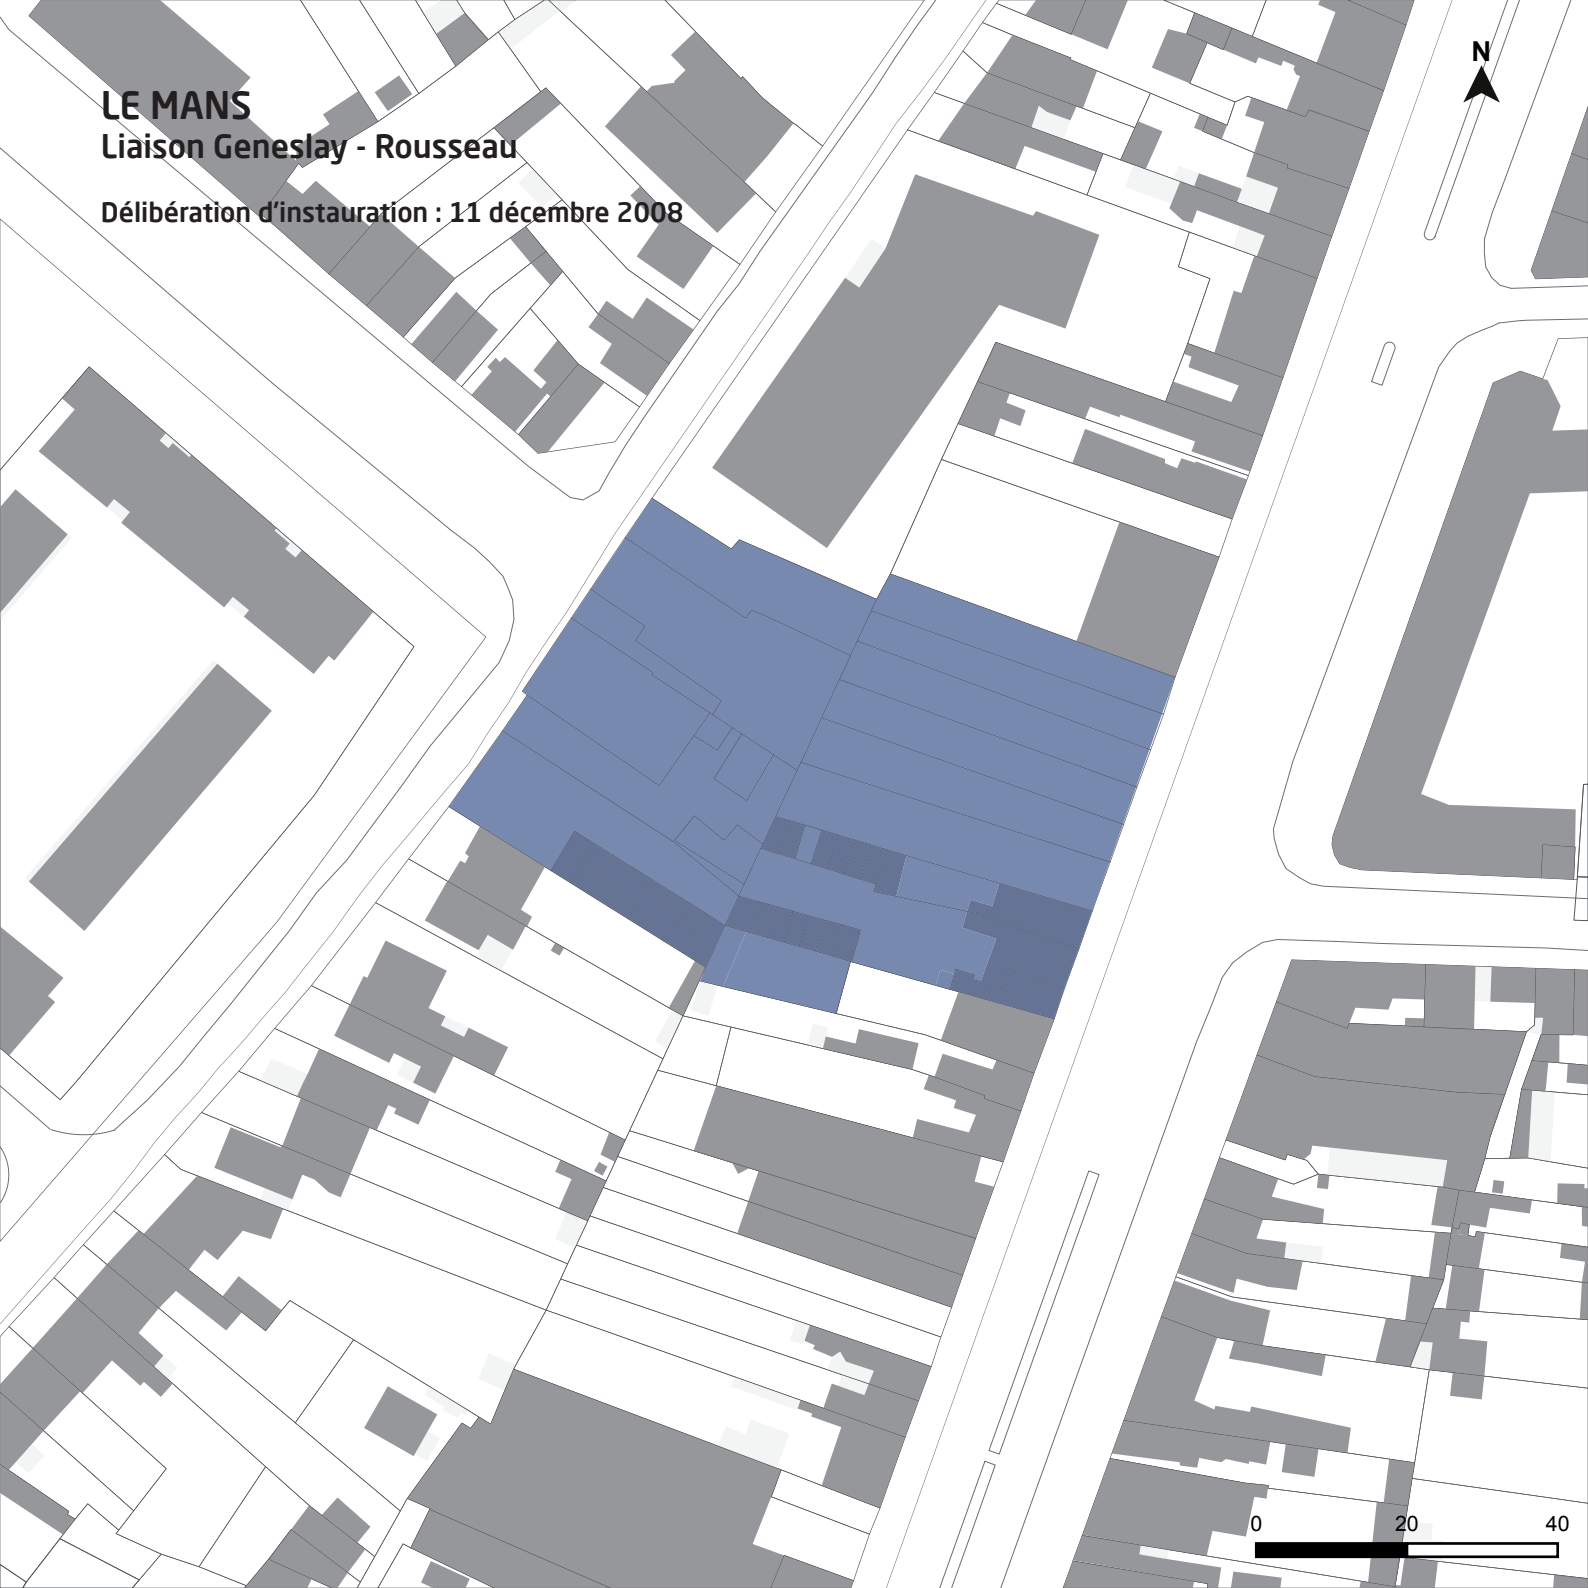 LE MANS
Liaison Geneslay - Rousseau
Délibération d'instauration : 11 décembre 2008
N
0 20 40